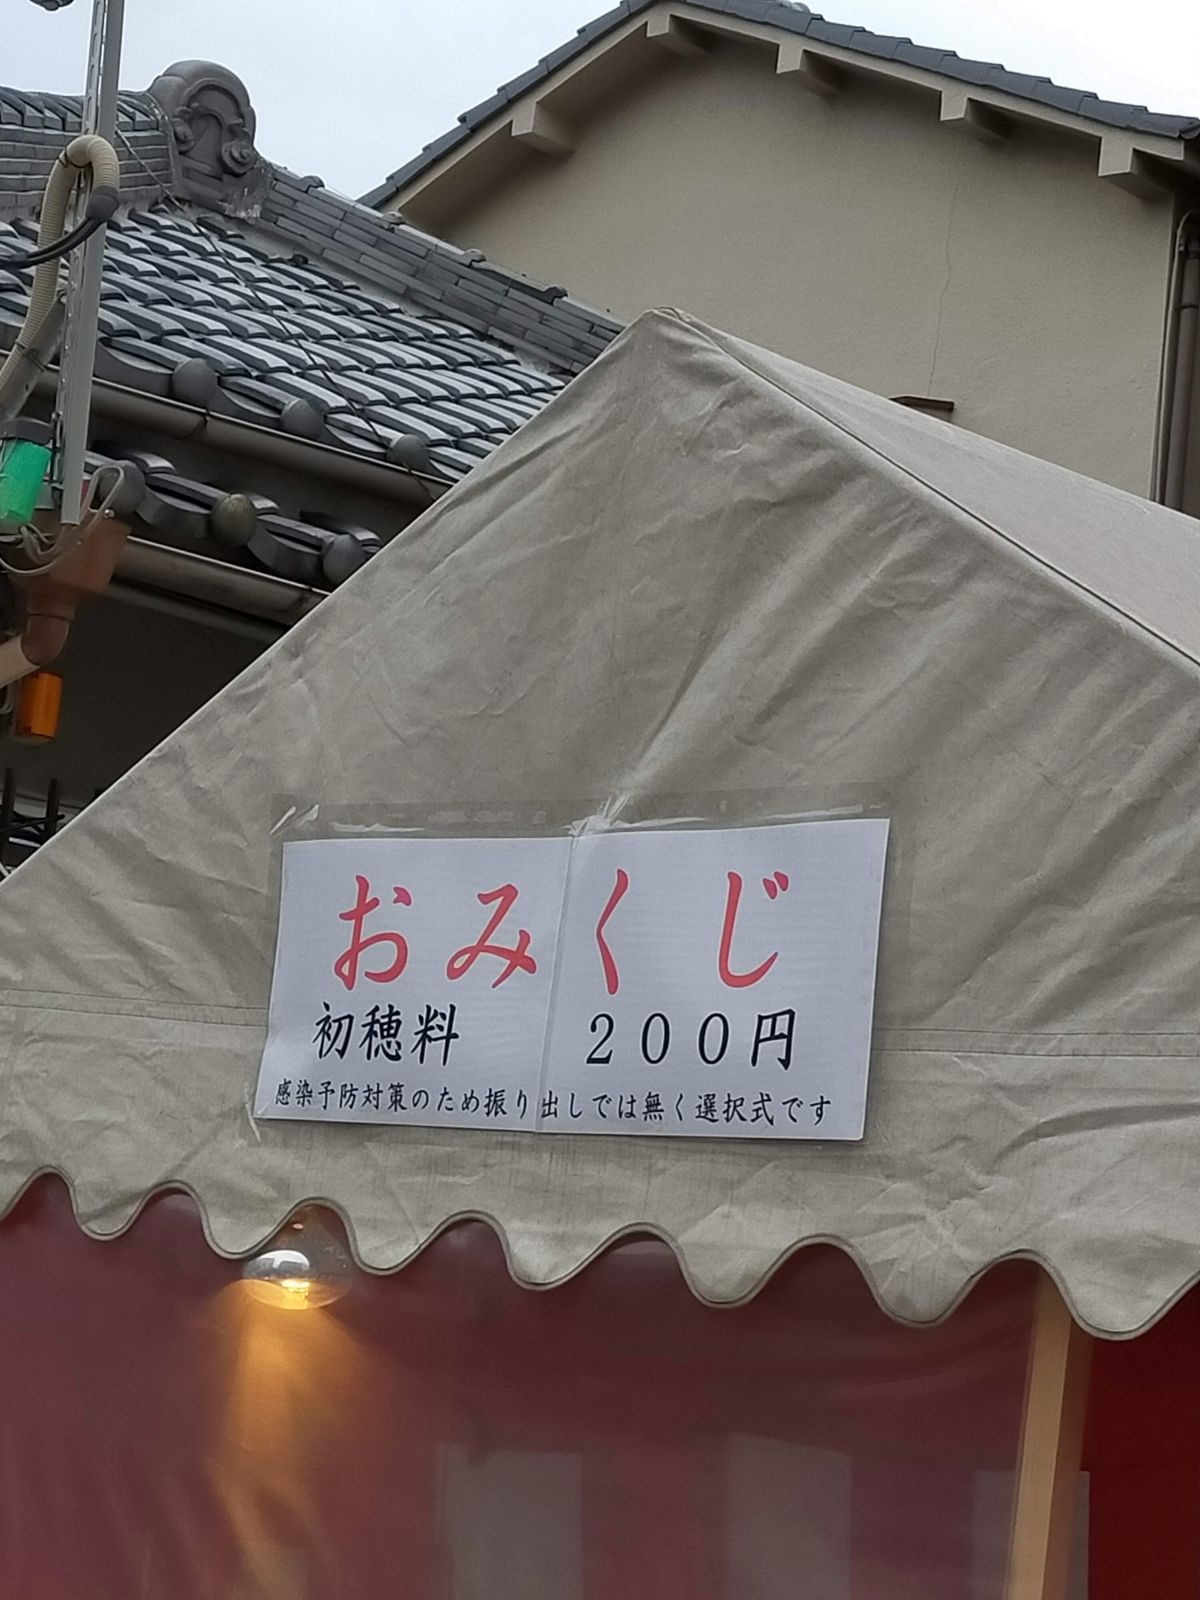 おみくじ
初穂料 200円
感染予防対策のため振り出しでは無く選択式です